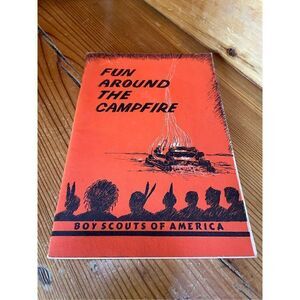 FUN
AROUND
THE
CAMPFIRE
BOY SCOUTS OF AMERICA